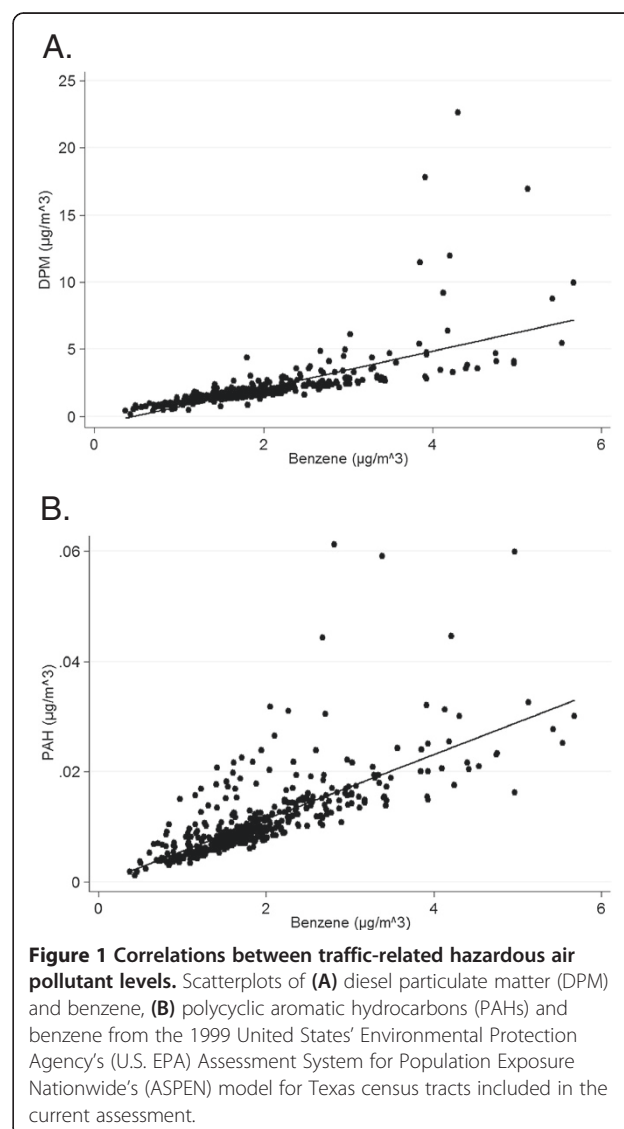 A.
25
20
15
10
5
0
DPM (µg/m^3)
0 2 4 6
Benzene (µg/m^3)
B.
.06
.04
.02
0
PAH (µg/m^3)
0 2 4 6
Benzene (µg/m^3)
Figure 1 Correlations between traffic-related hazardous air
pollutant levels. Scatterplots of (A) diesel particulate matter (DPM)
and benzene, (B) polycyclic aromatic hydrocarbons (PAHs) and
benzene from the 1999 United States' Environmental Protection
Agency's (U.S. EPA) Assessment System for Population Exposure
Nationwide's (ASPEN) model for Texas census tracts included in the
current assessment.